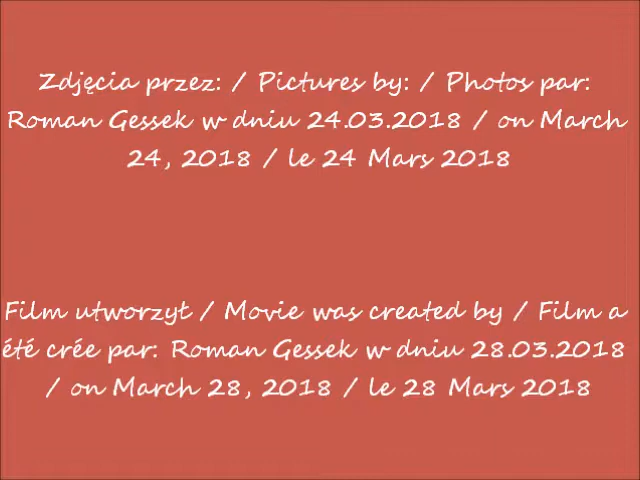 Zdjęcia przez: / Pictures by: / Photos par:
Roman Gessek w dniu 24.03.2018 / on March
24, 2018 / le 24 Mars 2018
Film utworzył / Movie was created by / Film a
été crée par: Roman Gessek w dniu 28.03.2018
/ on March 28, 2018 / le 28 Mars 2018